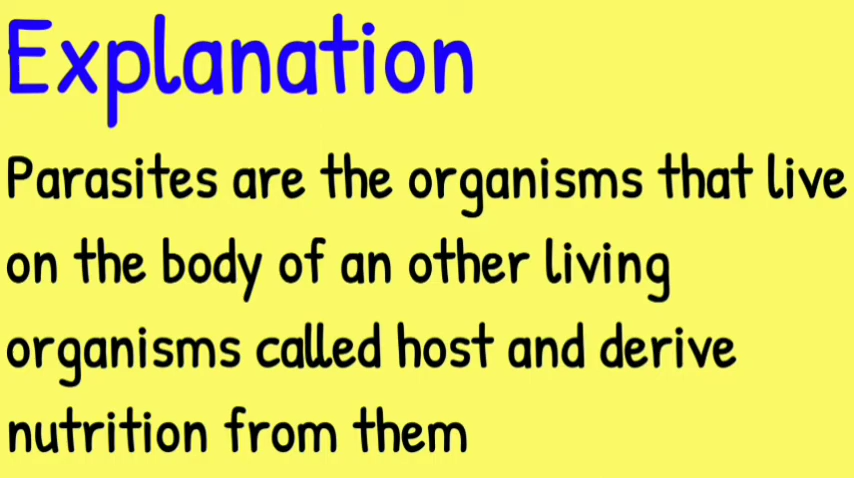 Explanation
Parasites are the organisms that live
on the body of an other living
organisms called host and derive
nutrition from them